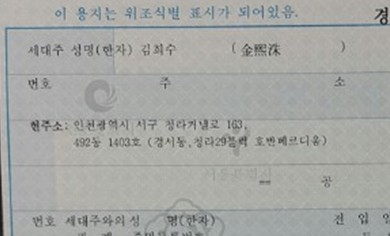 이 용지는 위조식별 표시가 되어있음.
세대주 성명(한자) 김희수 (金熙洙 )
번호 주 소
현주소: 인천광역시 서구 청라커낼로 163,
492동 1403호 (경서동,청라29블럭 호반베르디움)
== 공
번호 세대주와의 성 명(한자) 전 입